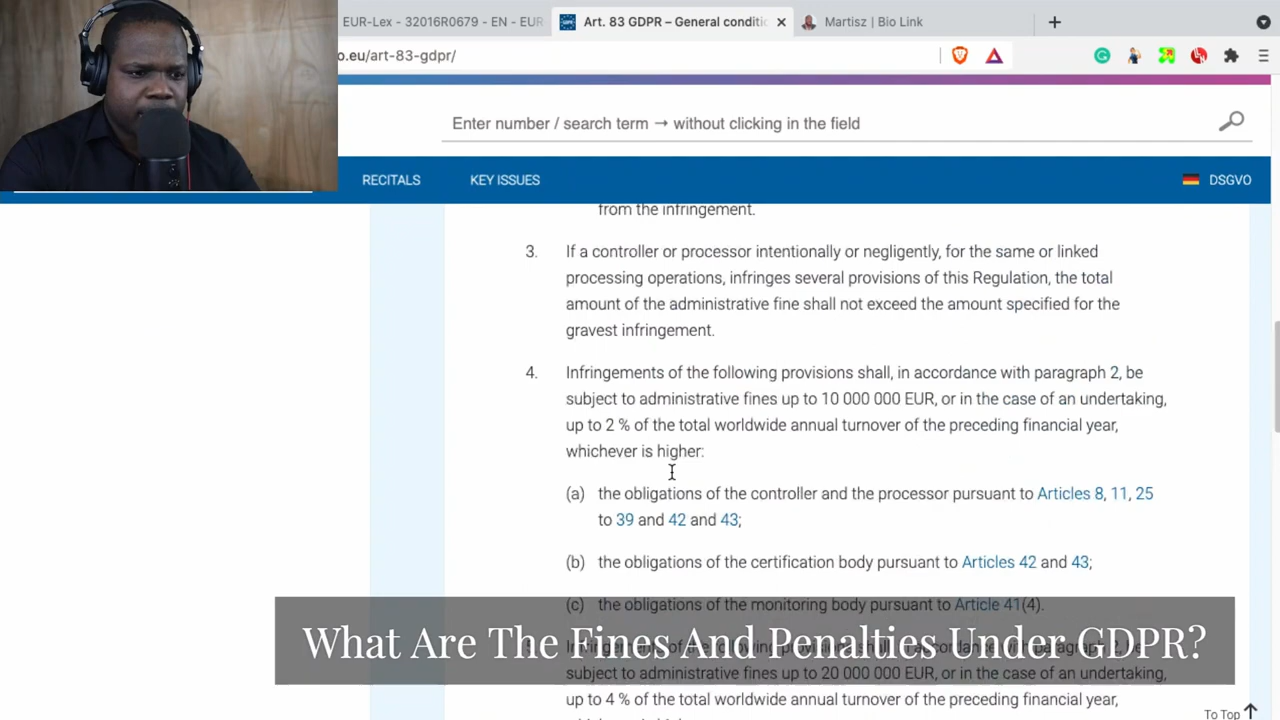 EUR-Lex - 32016R0679 - EN - EUR
Art. 83 GDPR – General conditi
Martisz | Bio Link
o.eu/art-83-gdpr/
Enter number / search term → without clicking in the field
RECITALS
KEY ISSUES
DSGVO
from the infringement.
3. If a controller or processor intentionally or negligently, for the same or linked
processing operations, infringes several provisions of this Regulation, the total
amount of the administrative fine shall not exceed the amount specified for the
gravest infringement.
4. Infringements of the following provisions shall, in accordance with paragraph 2, be
subject to administrative fines up to 10 000 000 EUR, or in the case of an undertaking,
up to 2 % of the total worldwide annual turnover of the preceding financial year,
whichever is higher:
(a) the obligations of the controller and the processor pursuant to Articles 8, 11, 25
to 39 and 42 and 43;
(b) the obligations of the certification body pursuant to Articles 42 and 43;
(c) the obligations of the monitoring body pursuant to Article 41(4).
What Are The Fines And Penalties Under GDPR?
subject to administrative fines up to 20 000 000 EUR, or in the case of an undertaking,
up to 4 % of the total worldwide annual turnover of the preceding financial year,
To Top